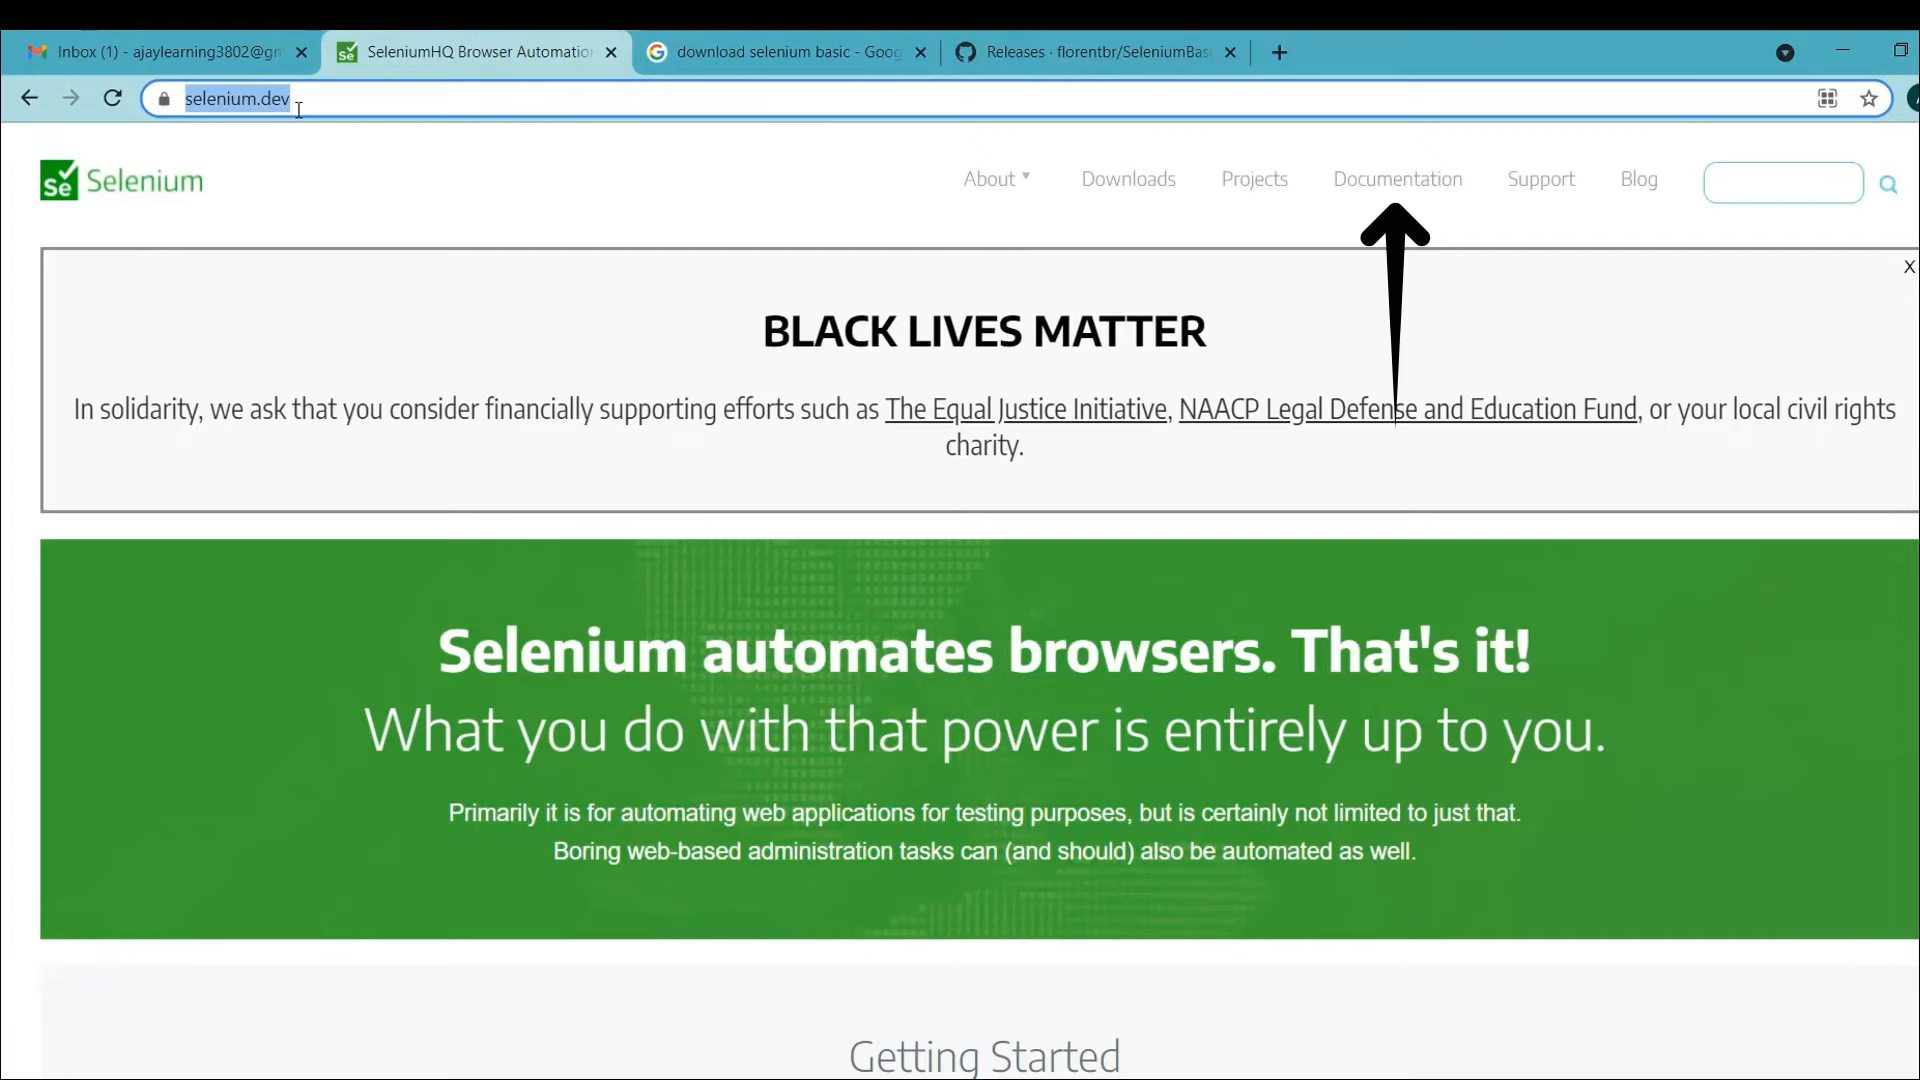 Inbox (1) - ajaylearning3802@gm
SeleniumHQ Browser Automation
download selenium basic - Goog
Releases · florentbr/SeleniumBas
selenium.dev
Se Selenium
About
Downloads
Projects
Documentation
Support
Blog
X
BLACK LIVES MATTER
In solidarity, we ask that you consider financially supporting efforts such as The Equal Justice Initiative, NAACP Legal Defense and Education Fund, or your local civil rights
charity.
Selenium automates browsers. That's it!
What you do with that power is entirely up to you.
Primarily it is for automating web applications for testing purposes, but is certainly not limited to just that.
Boring web-based administration tasks can (and should) also be automated as well.
Getting Started